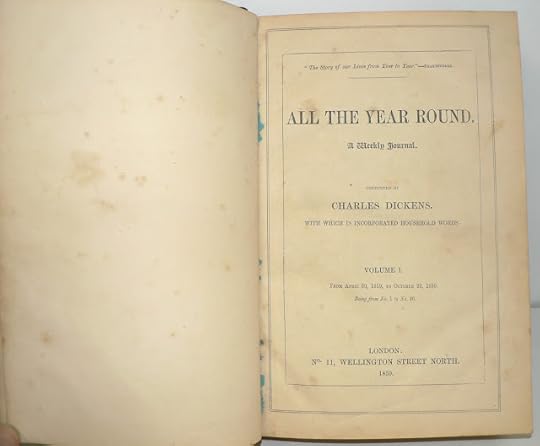 "The Story of our Lives from Year to Year."—SHAKESPEARE.
ALL THE YEAR ROUND.
A Weekly Journal.
CONDUCTED BY
CHARLES DICKENS.
WITH WHICH IS INCORPORATED HOUSEHOLD WORDS.
VOLUME I.
FROM APRIL 30, 1859, TO OCTOBER 22, 1859.
Being from No. 1 to No. 26.
LONDON:
No. 11, WELLINGTON STREET NORTH.
1859.